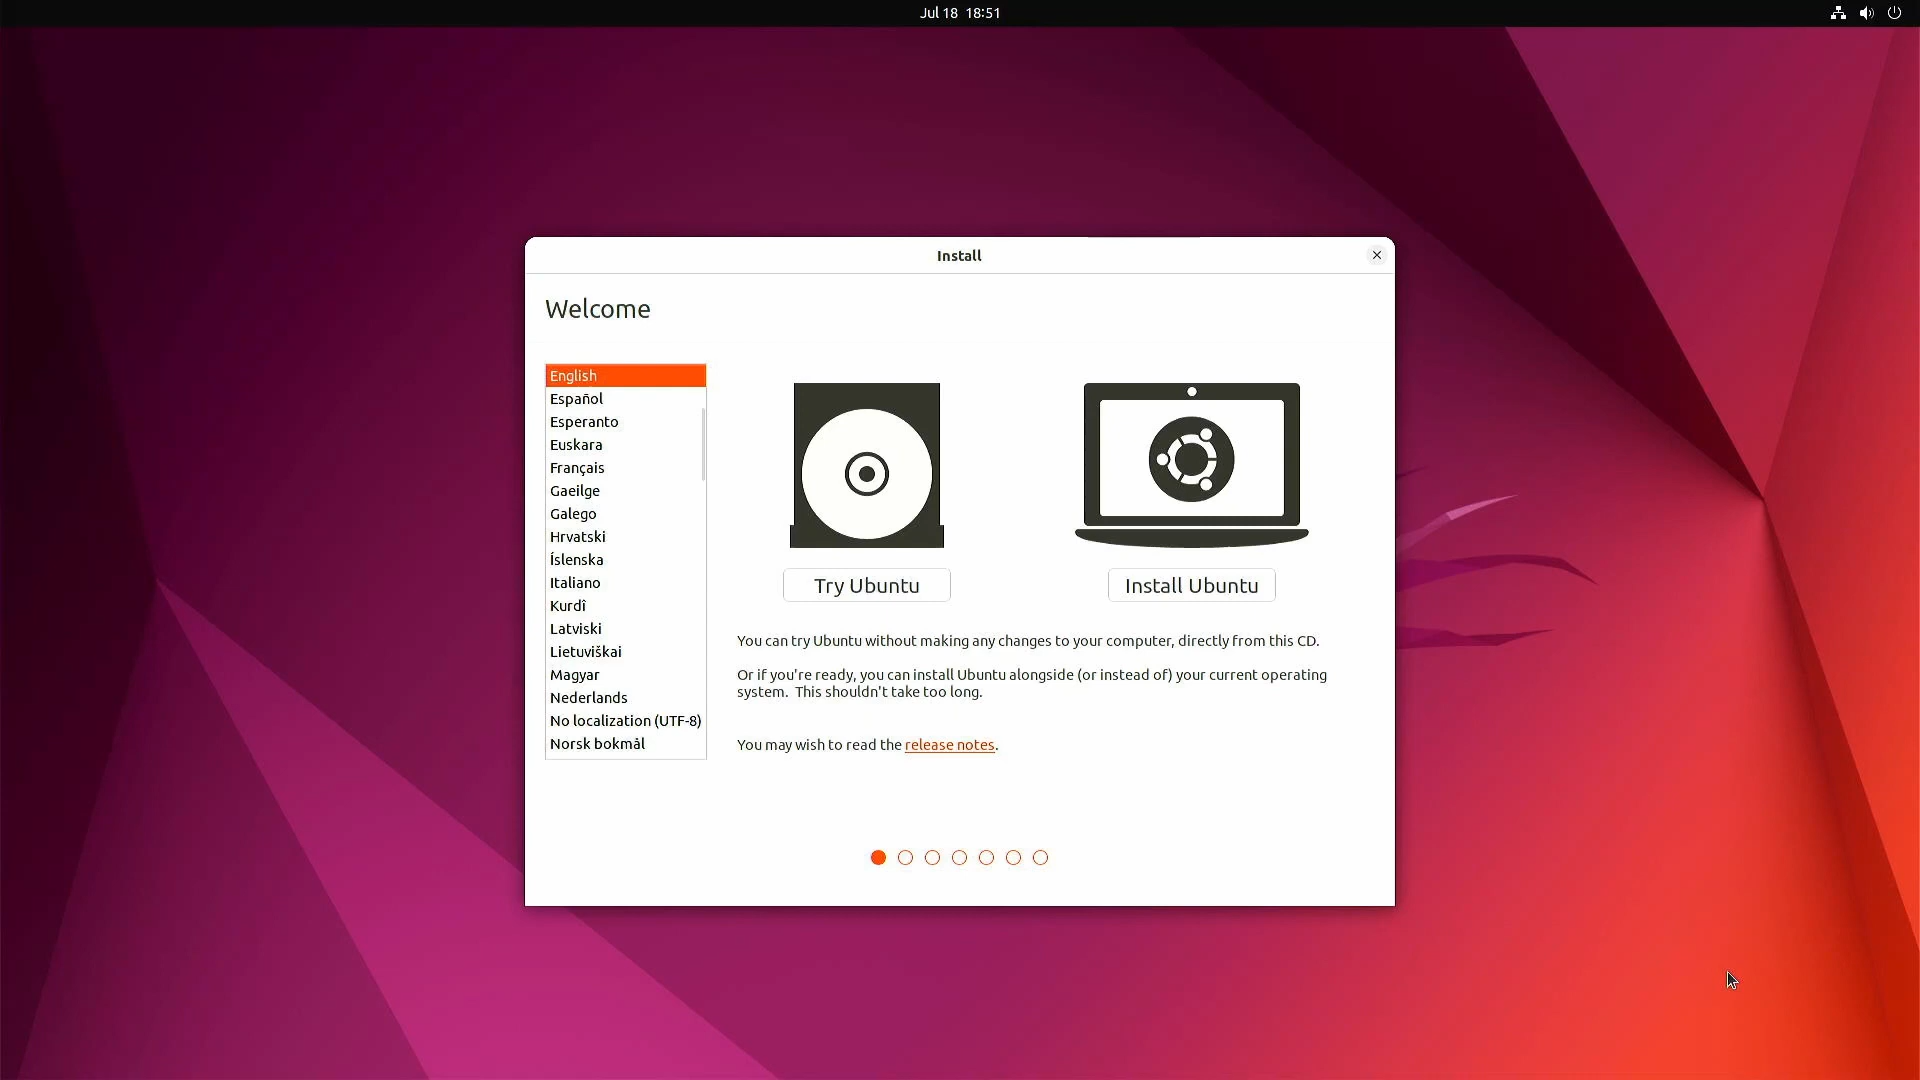 Jul 18 18:51
Install
Welcome
English
Español
Esperanto
Euskara
Français
Gaeilge
Galego
Hrvatski
Íslenska
Italiano
Kurdî
Latviski
Lietuviškai
Magyar
Nederlands
No localization (UTF-8)
Norsk bokmål
Try Ubuntu
Install Ubuntu
You can try Ubuntu without making any changes to your computer, directly from this CD.
Or if you're ready, you can install Ubuntu alongside (or instead of) your current operating
system. This shouldn't take too long.
You may wish to read the release notes.